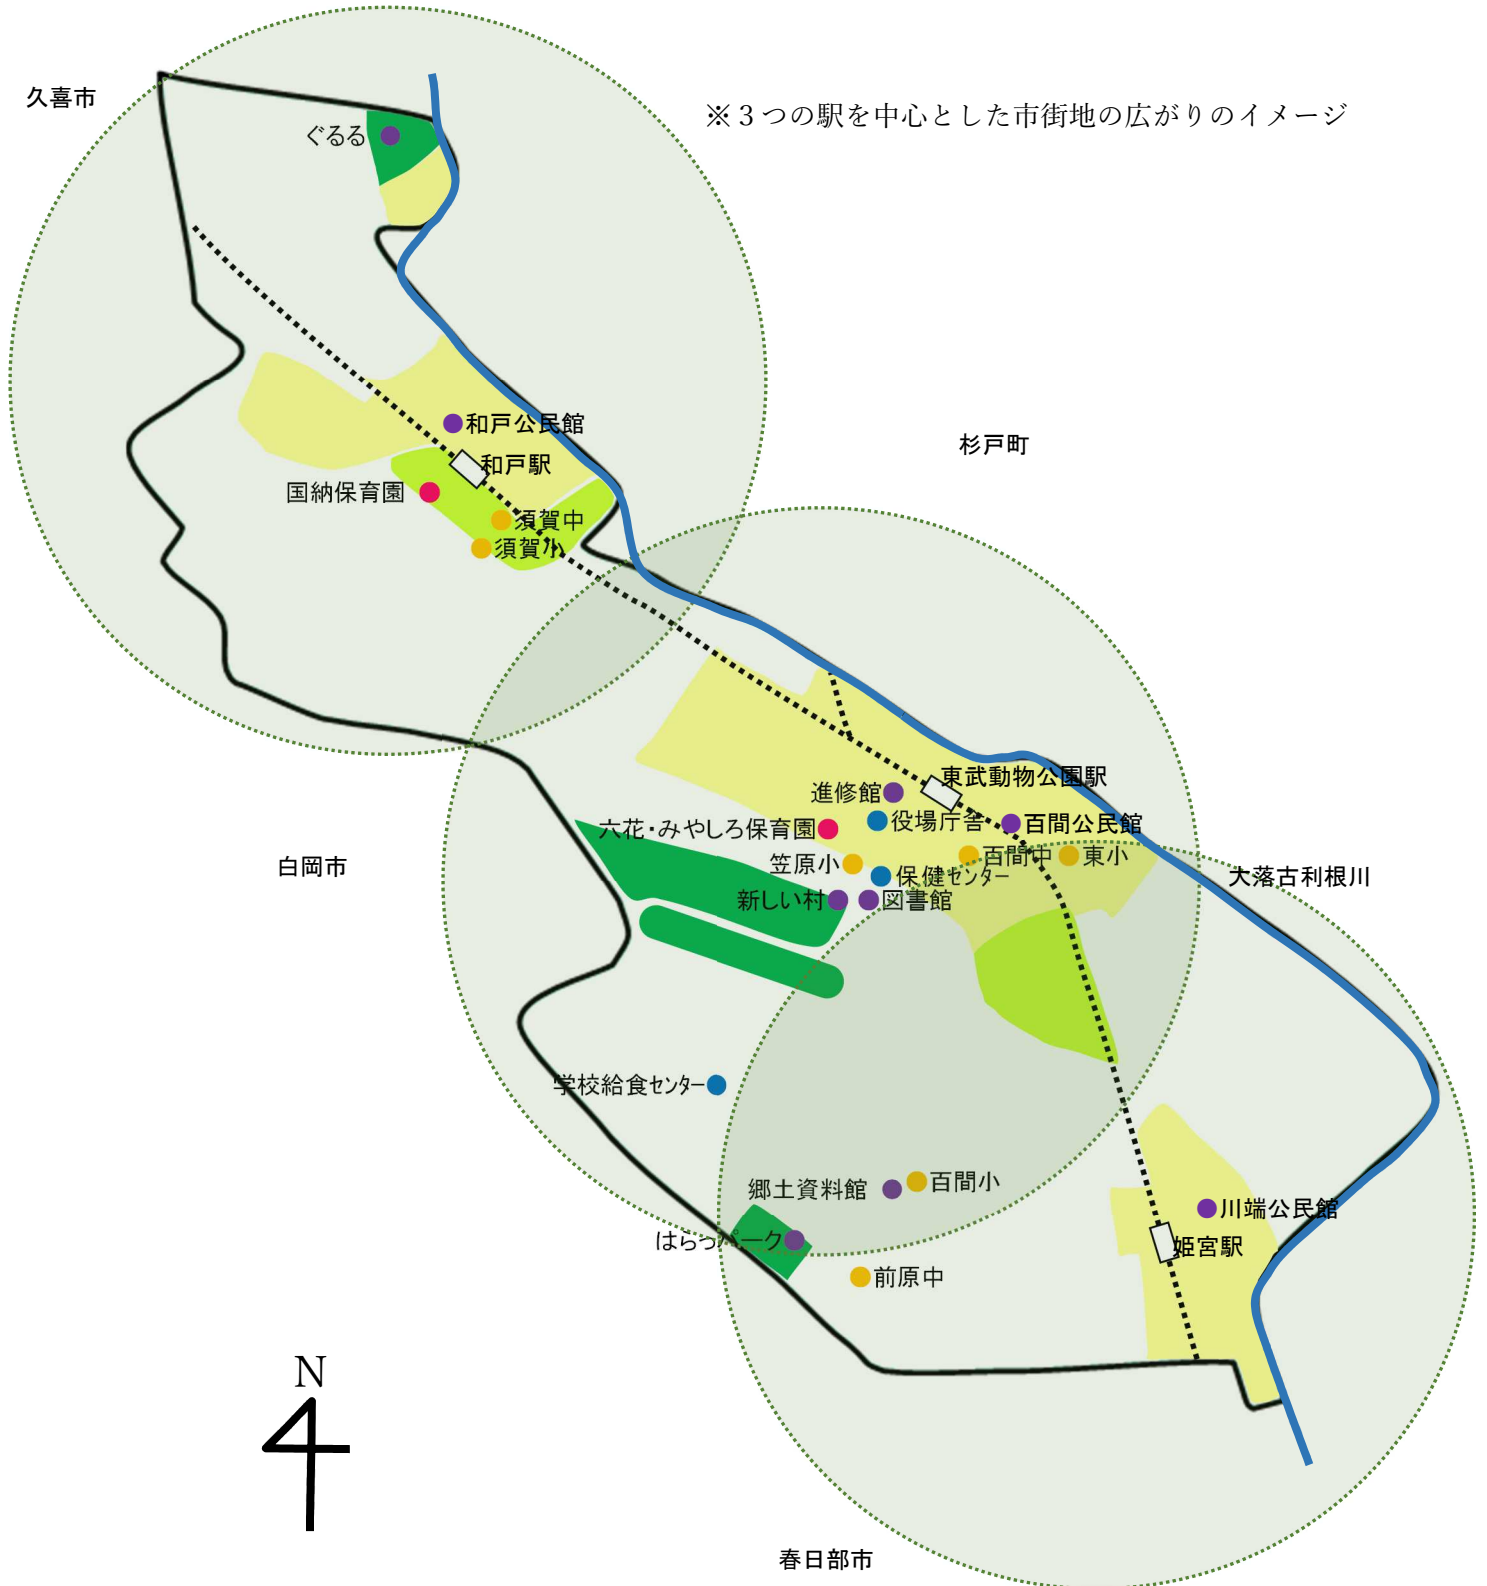 久喜市
※３つの駅を中心とした市街地の広がりのイメージ
ぐるる
和戸公民館
杉戸町
和戸駅
国納保育園
須賀中
須賀小
東武動物公園駅
進修館
役場庁舎
百間公民館
六花・みやしろ保育園
百間中
東小
笠原小
白岡市
保健センター
大落古利根川
新しい村
図書館
学校給食センター
百間小
郷土資料館
川端公民館
はらっパーク
姫宮駅
前原中
N
春日部市